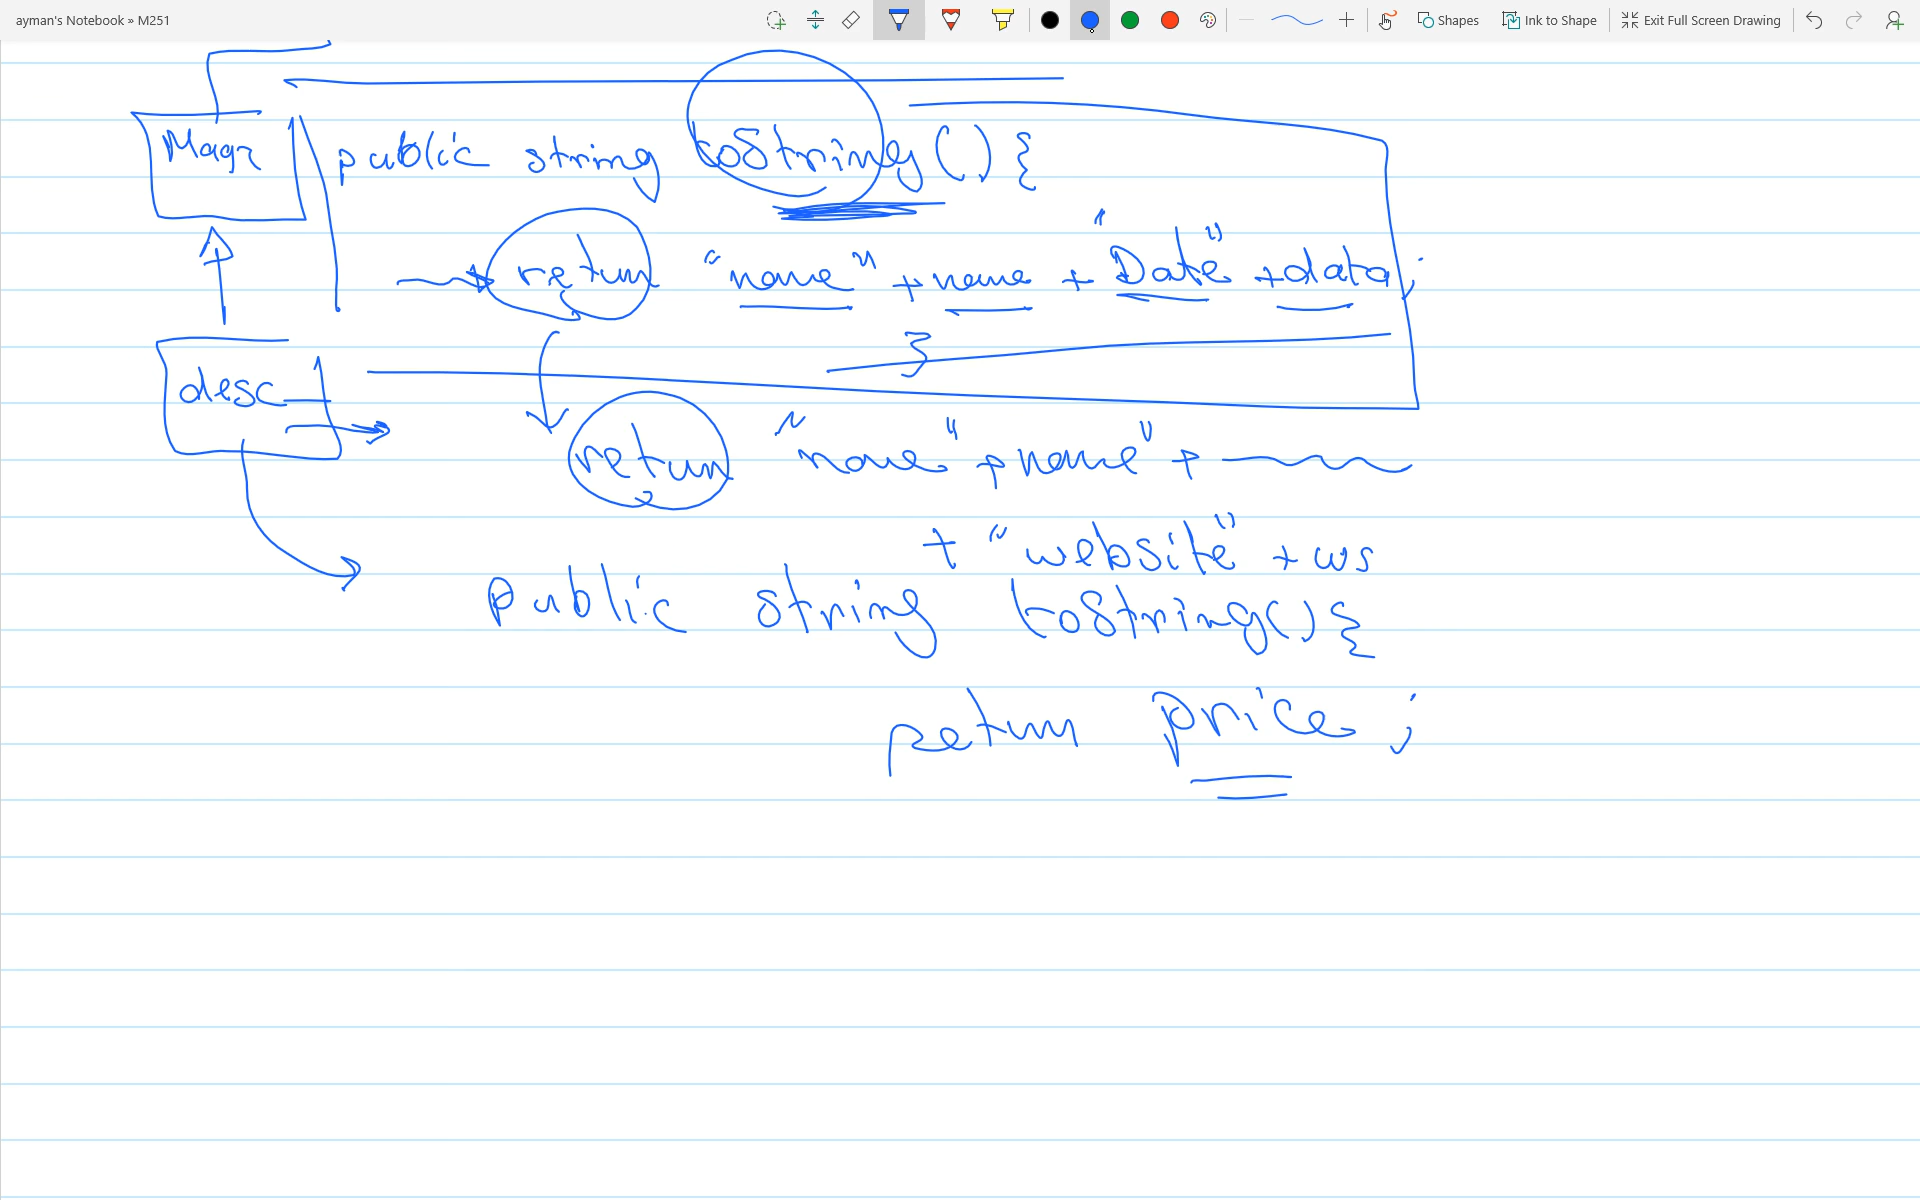 ayman's Notebook » M251
Shapes Ink to Shape Exit Full Screen Drawing
public string toString() {
return "name" + name + "Date" + data;
}
desc
return "name" + name" +
+ "website" + ws
Public string toString() {
return price;